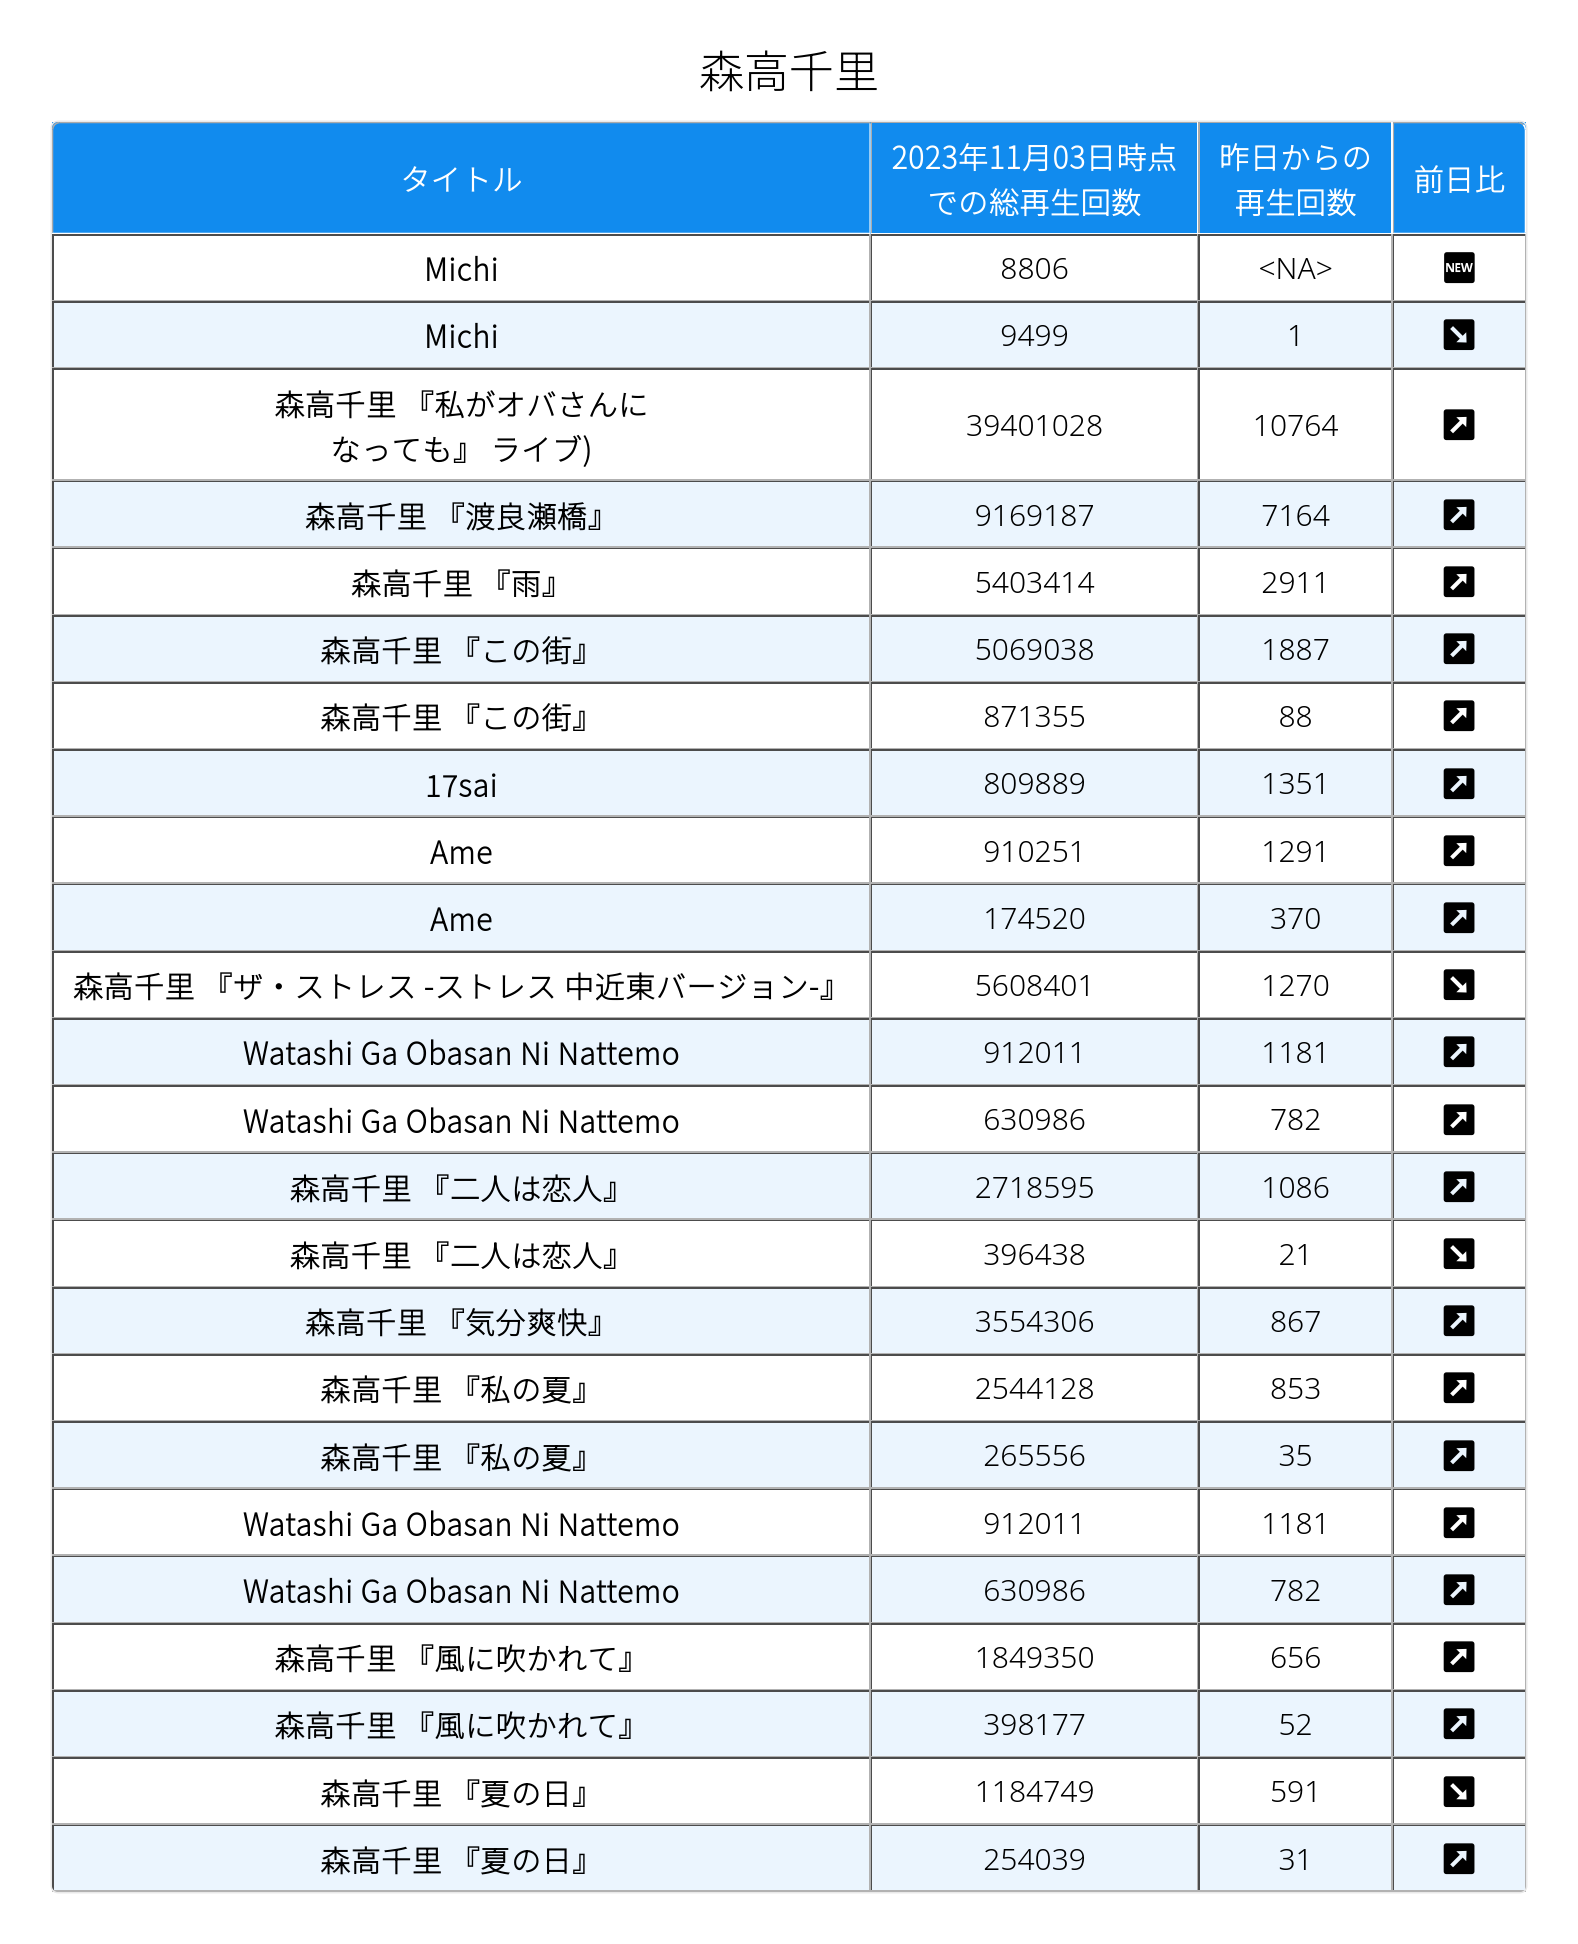 森高千里
タイトル
2023年11月03日時点
での総再生回数
昨日からの
再生回数
前日比
Michi 8806 <NA> NEW
Michi 9499 1
森高千里 『私がオバさんに
なっても』 ライブ) 39401028 10764
森高千里 『渡良瀬橋』 9169187 7164
森高千里 『雨』 5403414 2911
森高千里 『この街』 5069038 1887
森高千里 『この街』 871355 88
17sai 809889 1351
Ame 910251 1291
Ame 174520 370
森高千里 『ザ・ストレス -ストレス 中近東バージョン-』 5608401 1270
Watashi Ga Obasan Ni Nattemo 912011 1181
Watashi Ga Obasan Ni Nattemo 630986 782
森高千里 『二人は恋人』 2718595 1086
森高千里 『二人は恋人』 396438 21
森高千里 『気分爽快』 3554306 867
森高千里 『私の夏』 2544128 853
森高千里 『私の夏』 265556 35
Watashi Ga Obasan Ni Nattemo 912011 1181
Watashi Ga Obasan Ni Nattemo 630986 782
森高千里 『風に吹かれて』 1849350 656
森高千里 『風に吹かれて』 398177 52
森高千里 『夏の日』 1184749 591
森高千里 『夏の日』 254039 31